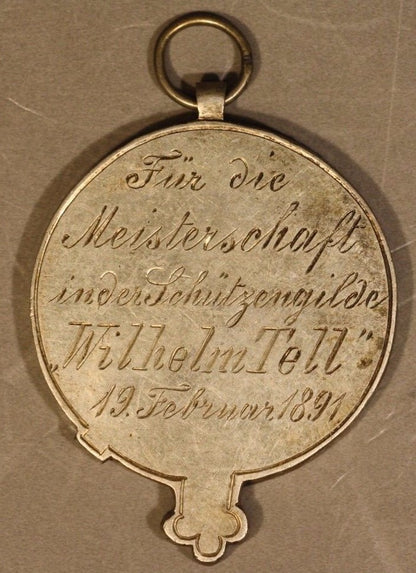 Für die
Meisterschaft
in der Schützengilde
„Wilhelm Tell"
19. Februar 1891